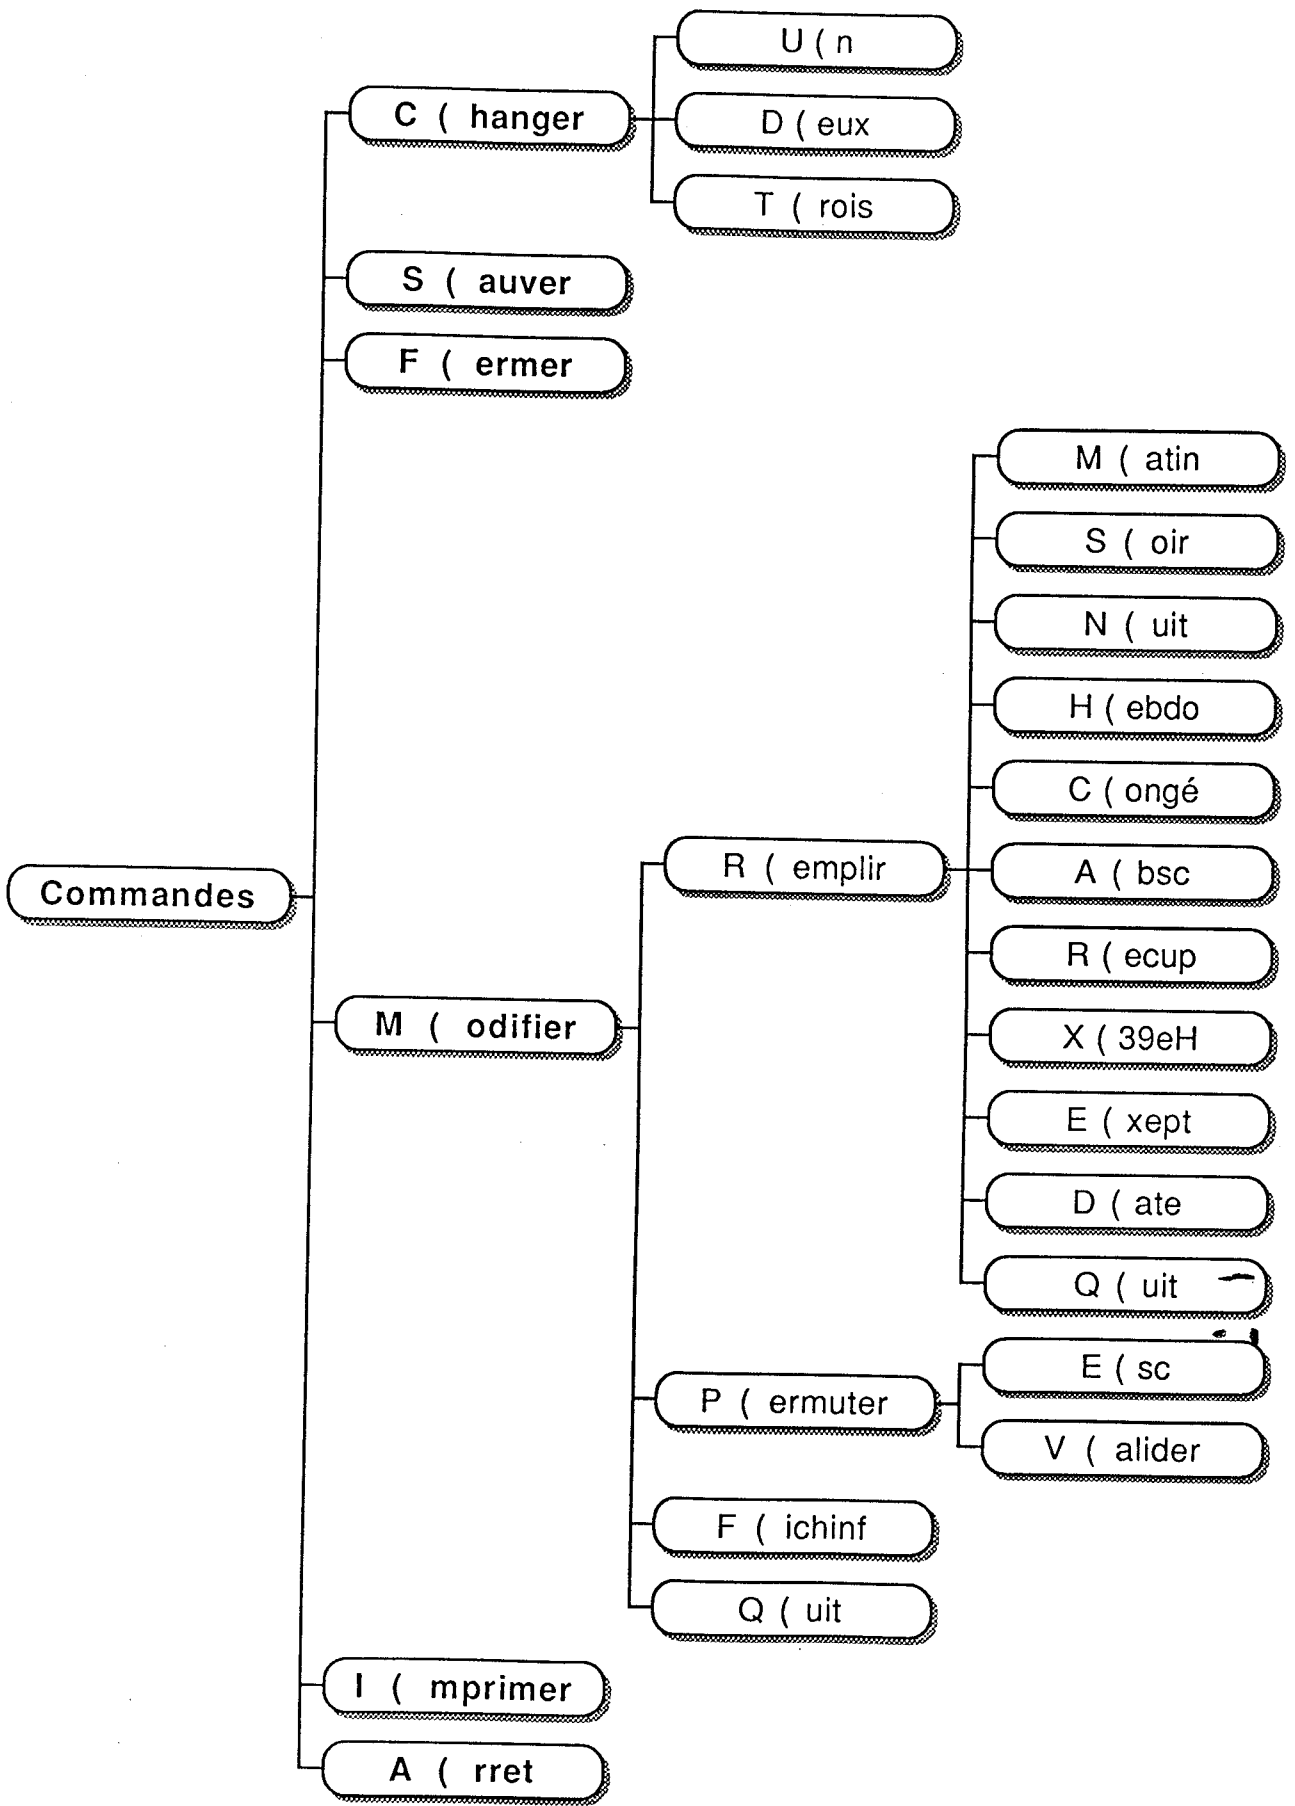 U ( n
C ( hanger
D ( eux
T ( rois
S ( auver
F ( ermer
M ( atin
S ( oir
N ( uit
H ( ebdo
C ( ongé
R ( emplir
A ( bsc
Commandes
R ( ecup
M ( odifier
X ( 39eH
E ( xept
D ( ate
Q ( uit
E ( sc
P ( ermuter
V ( alider
F ( ichinf
Q ( uit
I ( mprimer
A ( rret